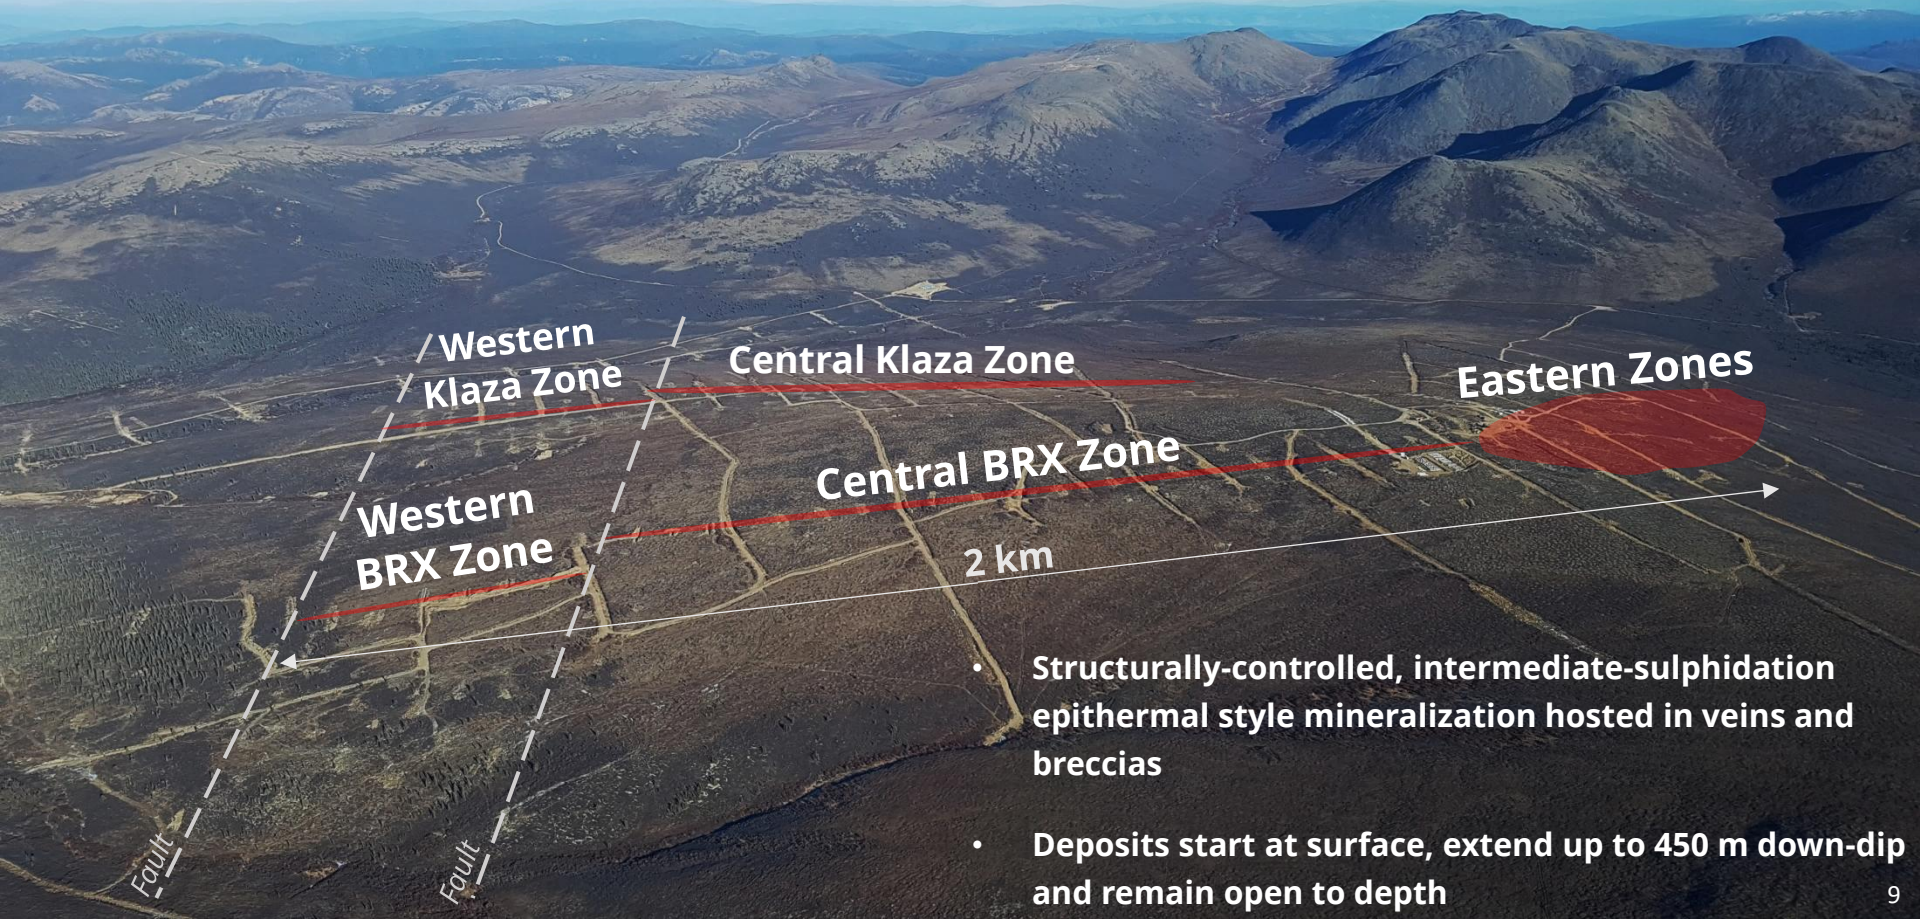 Western
Klaza Zone
Central Klaza Zone
Eastern Zones
Central BRX Zone
Western
BRX Zone
2 km
• Structurally-controlled, intermediate-sulphidation
epithermal style mineralization hosted in veins and
breccias
• Deposits start at surface, extend up to 450 m down-dip
and remain open to depth
Fault
Fault
9